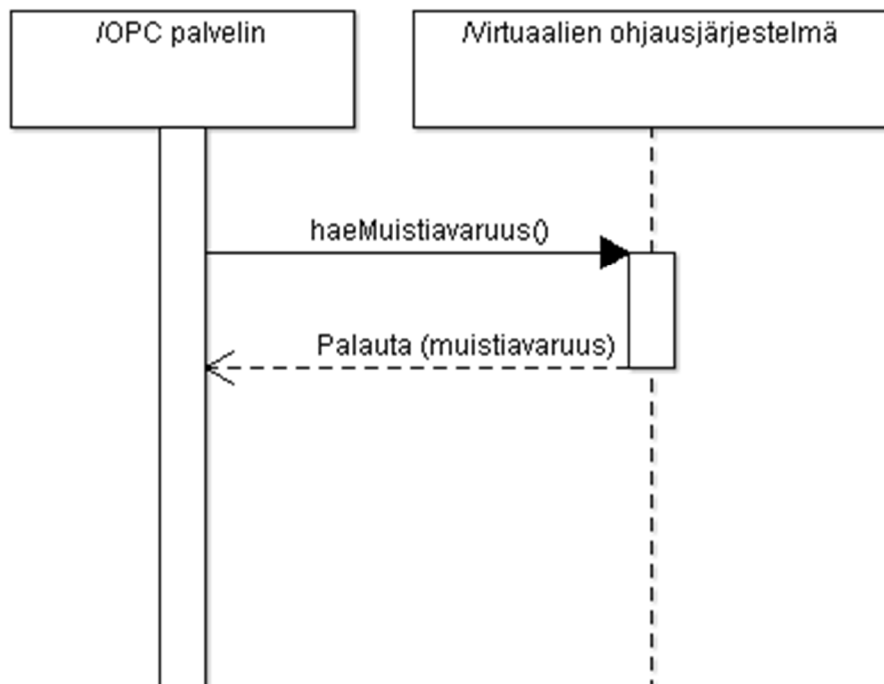 /OPC palvelin
/Virtuaalien ohjausjärjestelmä
haeMuistiavaruus()
Palauta (muistiavaruus)